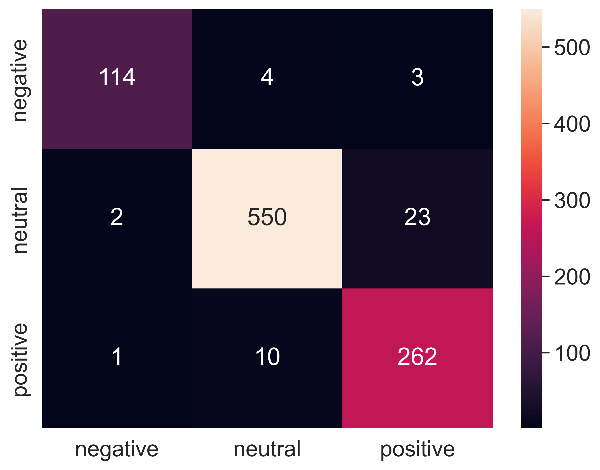 negative 114 4 3
neutral 2 550 23
positive 1 10 262
negative neutral positive
500
400
300
200
100